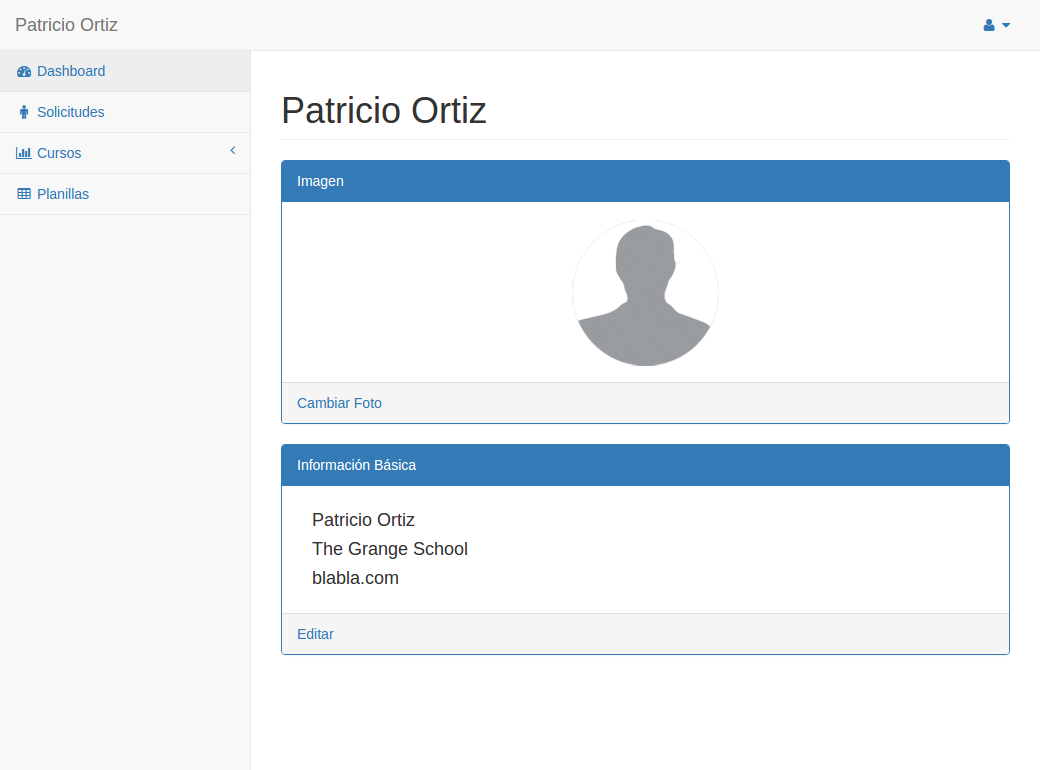 Patricio Ortiz
Dashboard
Solicitudes
Cursos
Planillas
Patricio Ortiz
Imagen
Cambiar Foto
Información Básica
Patricio Ortiz
The Grange School
blabla.com
Editar